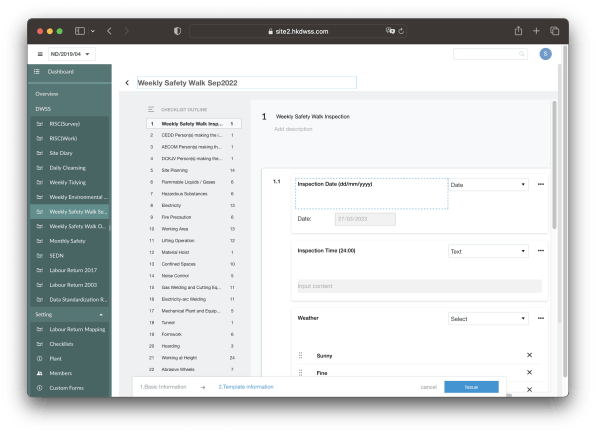 site2.hkdwss.com
ND/2019/04
S
Dashboard
Overview
DWSS
RISC(Survey)
RISC(Work)
Site Diary
Daily Cleansing
Weekly Tidying
Weekly Environmental ...
Weekly Safety Walk Se...
Weekly Safety Walk O...
Monthly Safety
SEDN
Labour Return 2017
Labour Return 2003
Data Standardization R...
Setting
Labour Return Mapping
Checklists
Plant
Members
Custom Forms
Weekly Safety Walk Sep2022
CHECKLIST OUTLINE
1 Weekly Safety Walk Insp... 1
2 CEDD Person(s) making the i... 1
3 AECOM Person(s) making th... 1
4 DCKJV Person(s) making the... 1
5 Site Planning 14
6 Flammable Liquids / Gases 6
7 Hazardous Substances 6
8 Electricity 13
9 Fire Precaution 6
10 Working Area 13
11 Lifting Operation 12
12 Material Hoist 1
13 Confined Spaces 10
14 Noise Control 5
15 Gas Welding and Cutting Eq... 11
16 Electricity-arc Welding 11
17 Mechanical Plant and Equip... 5
18 Tunnel 1
19 Formwork 6
20 Hoarding 3
21 Working at Height 24
22 Abrasive Wheels 7
1 Weekly Safety Walk Inspection
Add description
1.1 Inspection Date (dd/mm/yyyy) Date
Date: 27/03/2023
Inspection Time (24:00) Text
Input content
Weather Select
Sunny
Fine
1.Basic Information → 2.Template information
cancel Issue